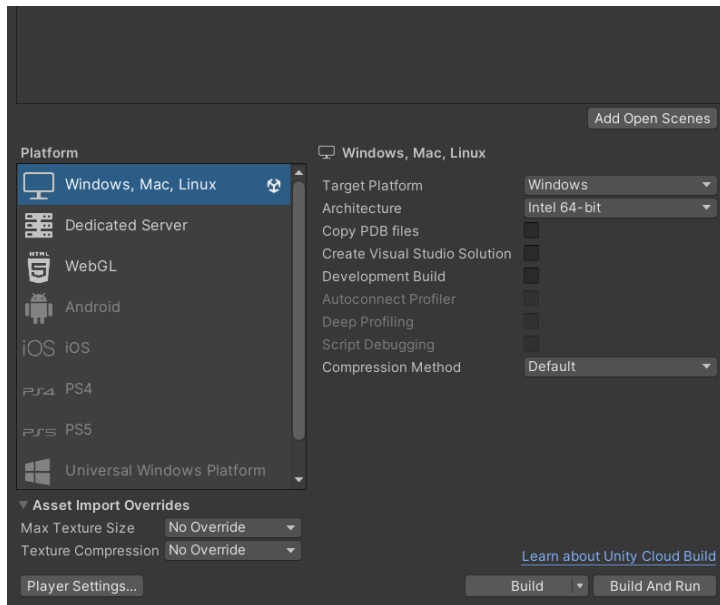 Add Open Scenes
Platform
Windows, Mac, Linux
Dedicated Server
HTML
5
WebGL
Android
iOS iOS
PS4 PS4
PS5 PS5
Universal Windows Platform
Windows, Mac, Linux
Target Platform Windows
Architecture Intel 64-bit
Copy PDB files
Create Visual Studio Solution
Development Build
Autoconnect Profiler
Deep Profiling
Script Debugging
Compression Method Default
Asset Import Overrides
Max Texture Size No Override
Texture Compression No Override
Learn about Unity Cloud Build
Player Settings... Build Build And Run